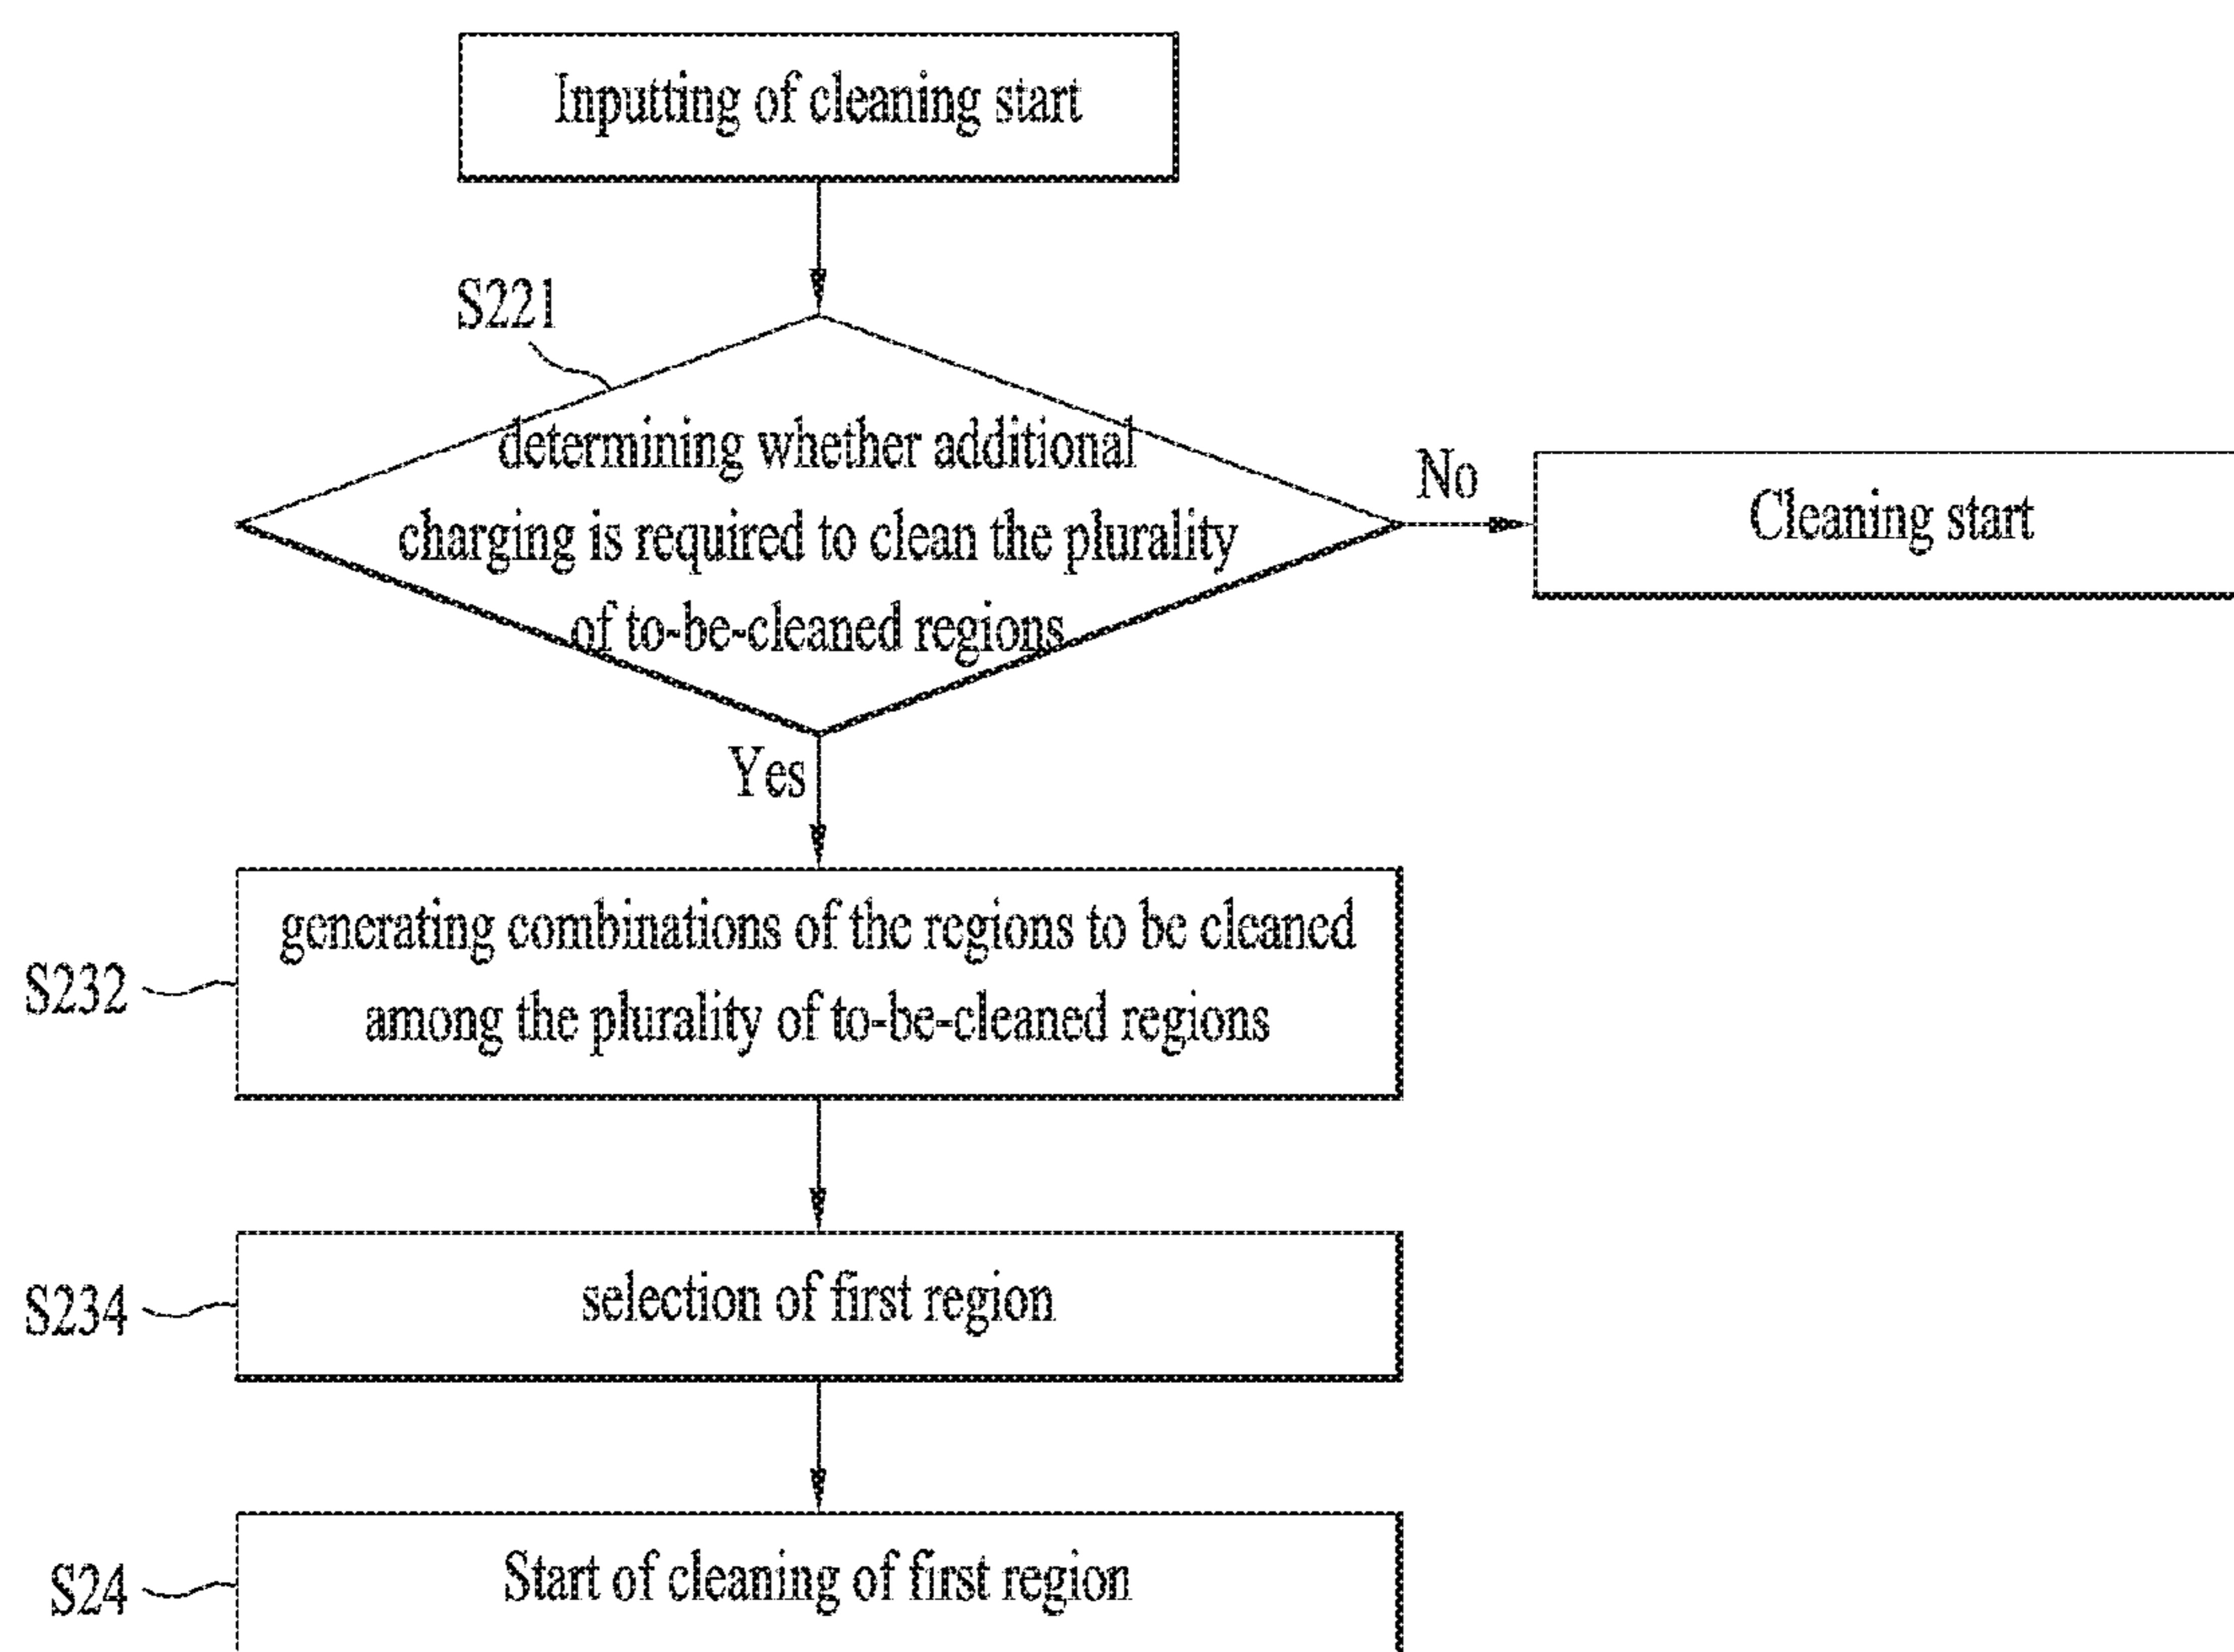 Inputting of cleaning start
S221
determining whether additional
charging is required to clean the plurality
of to-be-cleaned regions
No
Cleaning start
Yes
generating combinations of the regions to be cleaned
among the plurality of to-be-cleaned regions
S232
selection of first region
S234
Start of cleaning of first region
S24